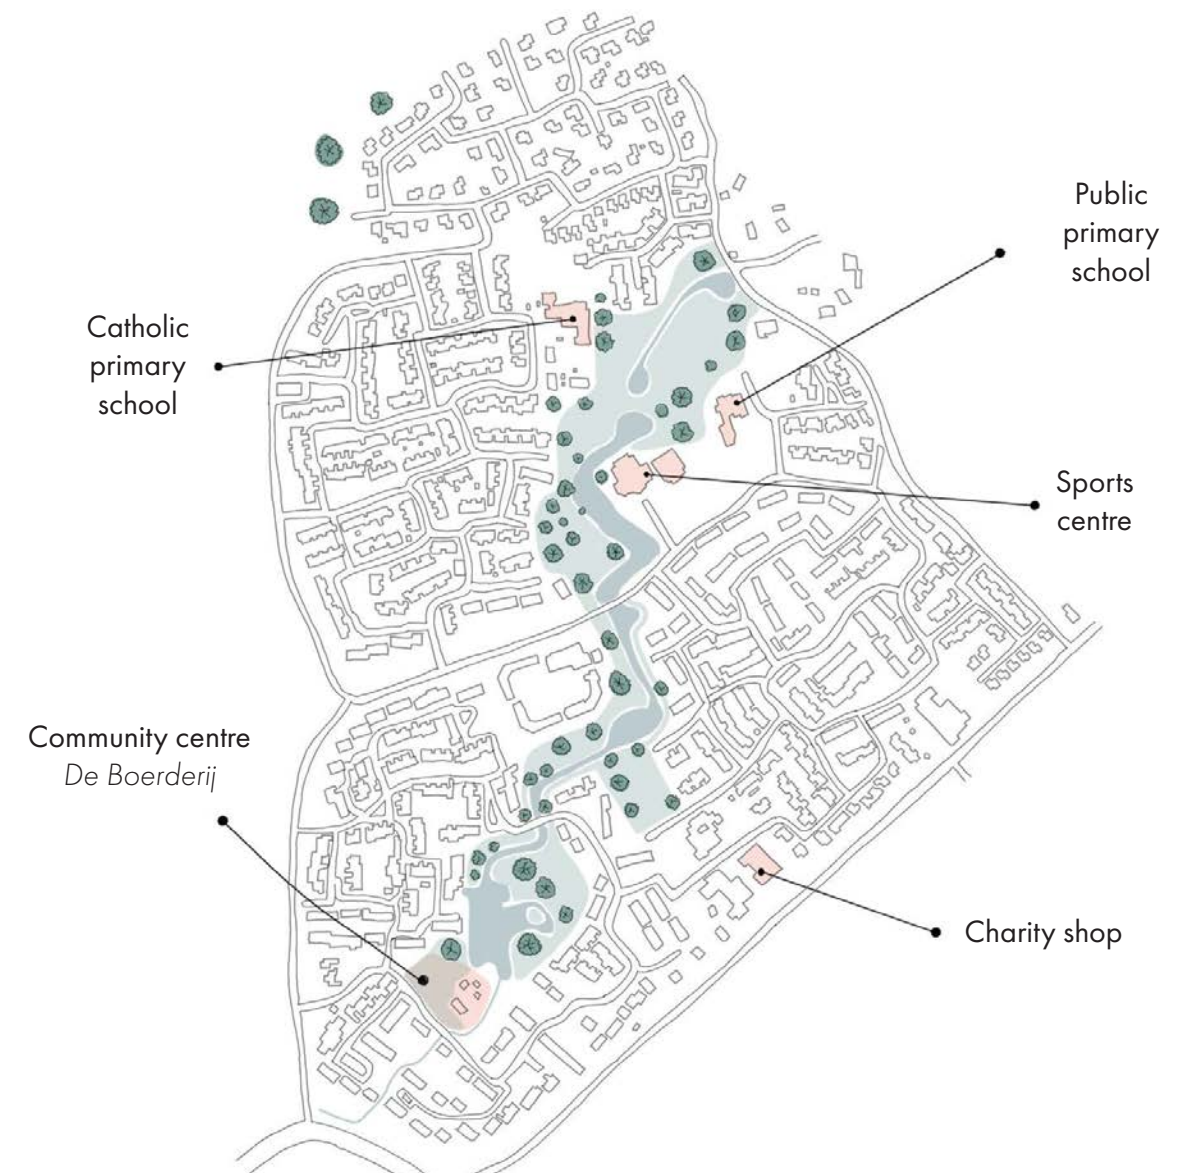 Public
primary
school
Catholic
primary
school
Sports
centre
Community centre
De Boerderij
Charity shop